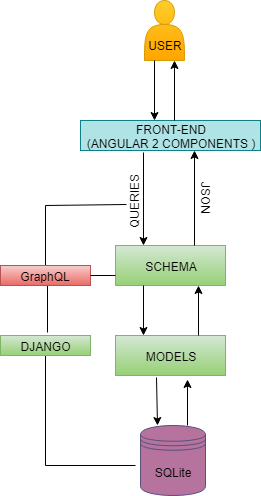 USER
FRONT-END
(ANGULAR 2 COMPONENTS )
QUERIES
JSON
SCHEMA
GraphQL
DJANGO
MODELS
SQLite